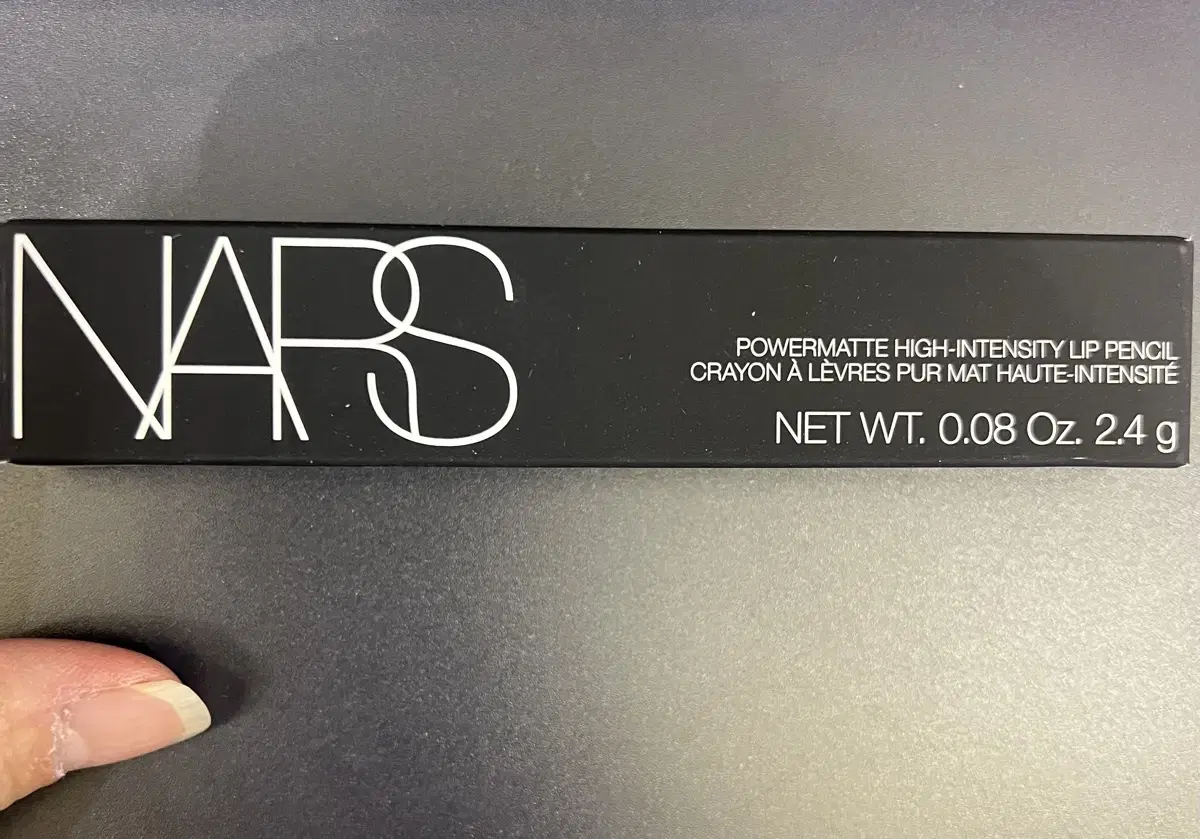 NARS
POWERMATTE HIGH-INTENSITY LIP PENCIL
CRAYON À LÈVRES PUR MAT HAUTE-INTENSITÉ
NET WT. 0.08 Oz. 2.4 g